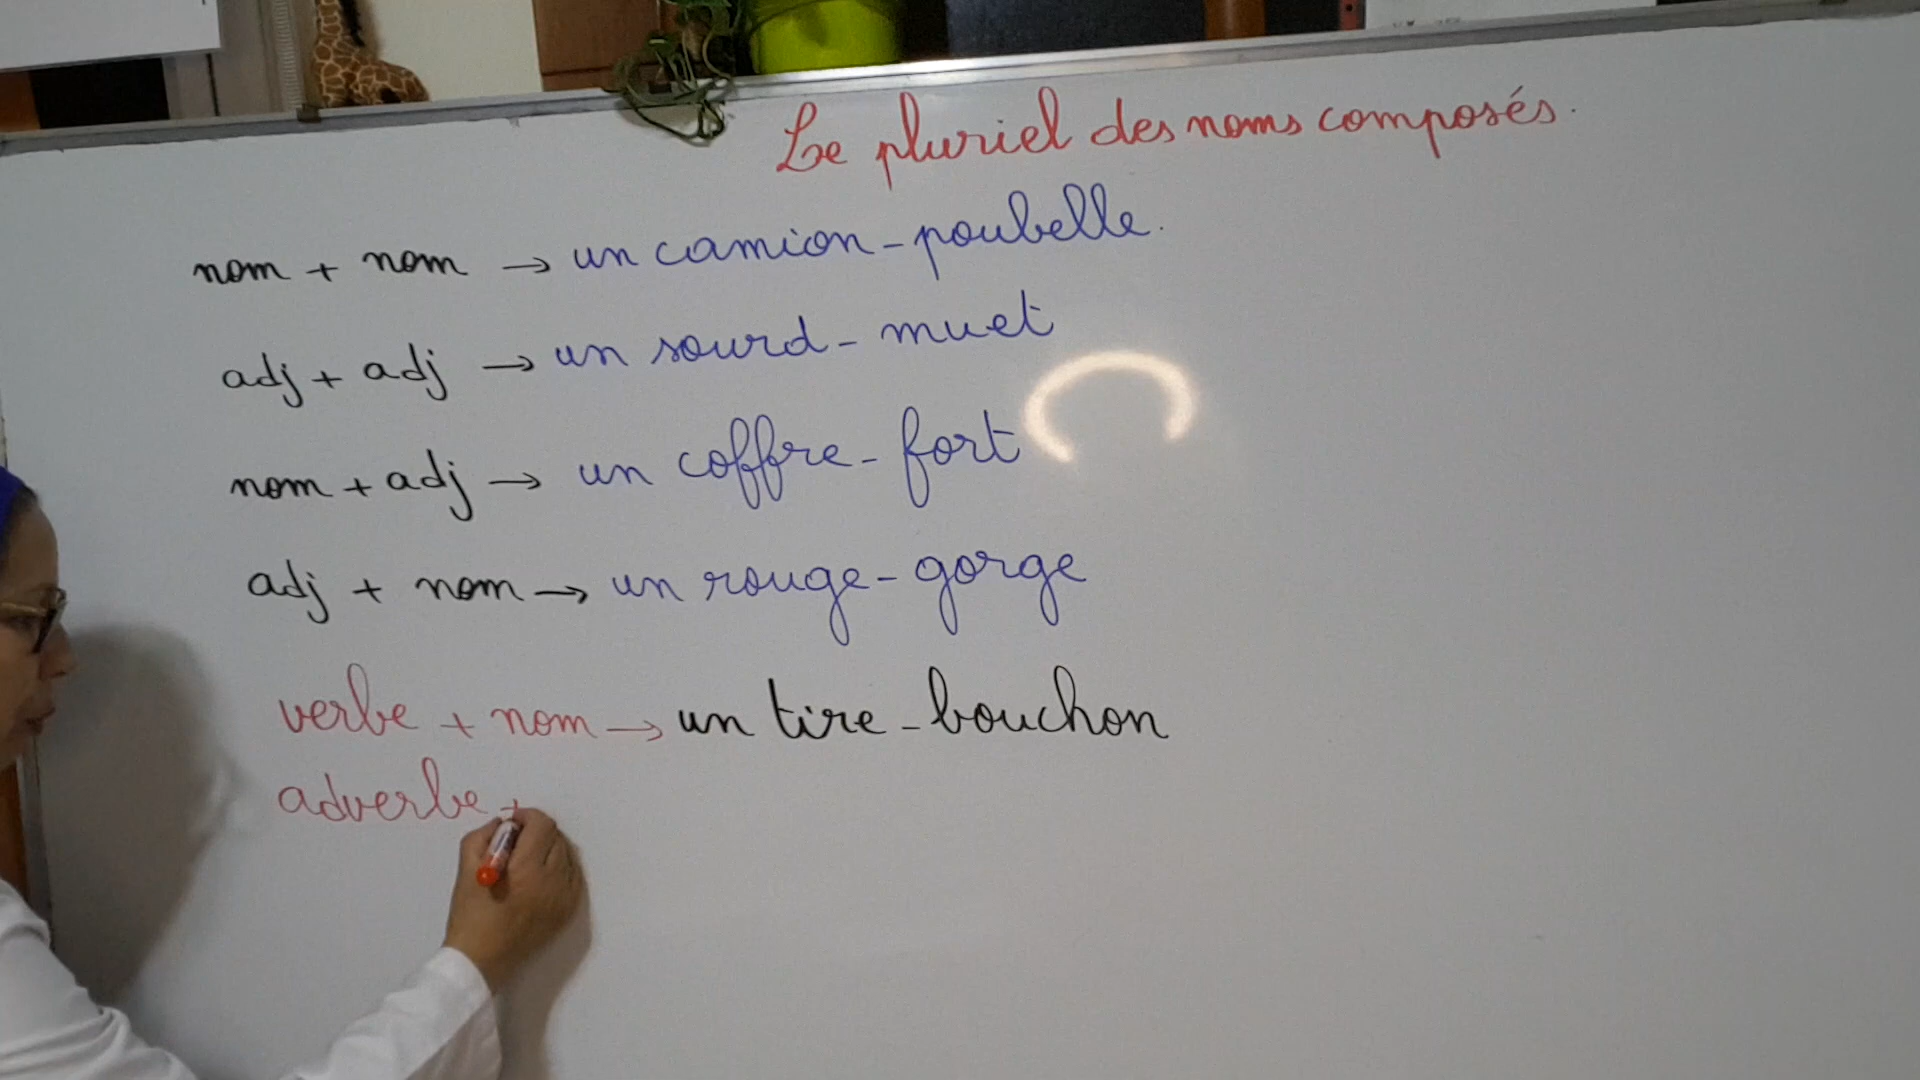 Le pluriel des noms composés.
nom + nom → un camion-poubelle.
adj + adj → un sourd-muet
nom + adj → un coffre-fort
adj + nom → un rouge-gorge
verbe + nom → un tire-bouchon
adverbe +